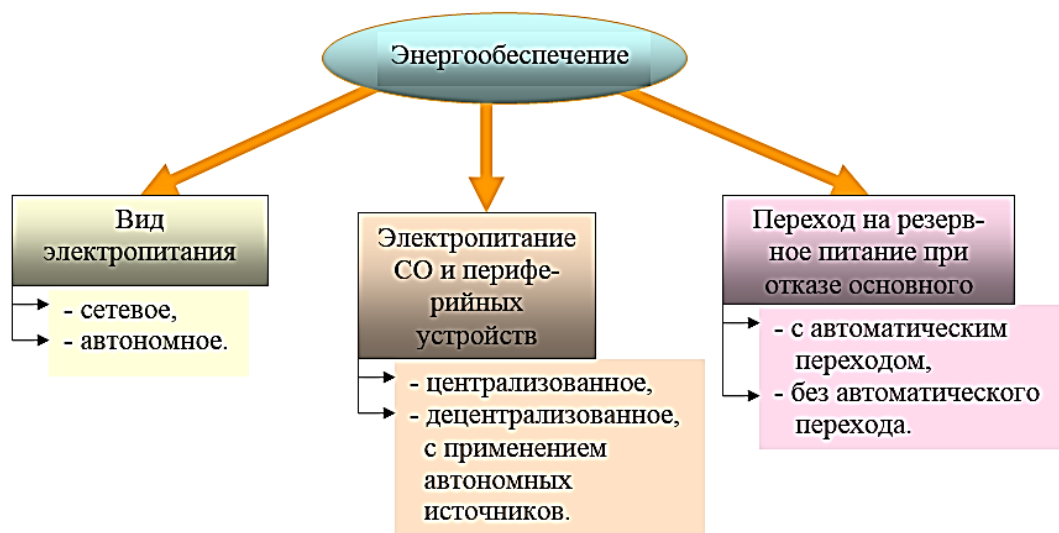 Энергообеспечение
Вид
электропитания
- сетевое,
- автономное.
Электропитание
СО и перифе-
рийных
устройств
- централизованное,
- децентрализованное,
с применением
автономных
источников.
Переход на резерв-
ное питание при
отказе основного
- с автоматическим
переходом,
- без автоматического
перехода.